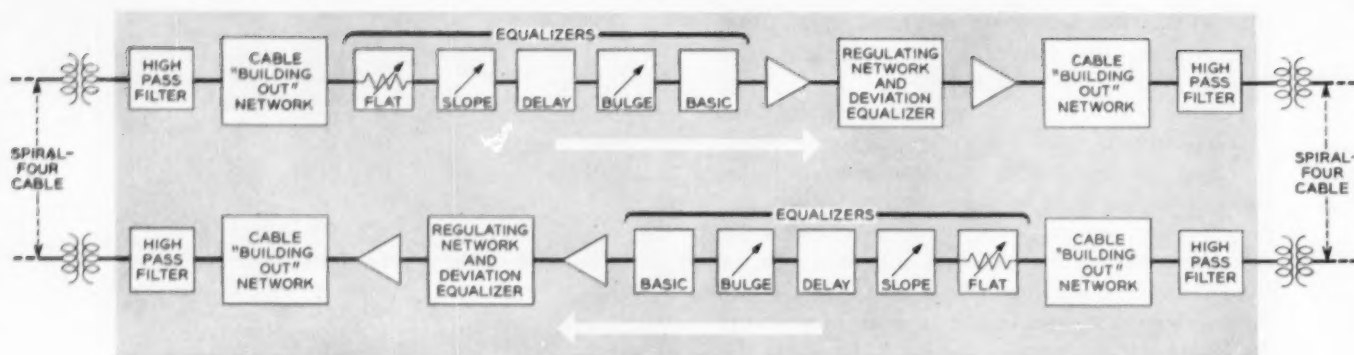 EQUALIZERS
HIGH
PASS
FILTER
CABLE
"BUILDING
OUT"
NETWORK
FLAT
SLOPE
DELAY
BULGE
BASIC
REGULATING
NETWORK
AND
DEVIATION
EQUALIZER
CABLE
"BUILDING
OUT"
NETWORK
HIGH
PASS
FILTER
SPIRAL-
FOUR
CABLE
SPIRAL-
FOUR
CABLE
HIGH
PASS
FILTER
CABLE
"BUILDING
OUT"
NETWORK
REGULATING
NETWORK
AND
DEVIATION
EQUALIZER
EQUALIZERS
BASIC
BULGE
DELAY
SLOPE
FLAT
CABLE
"BUILDING
OUT"
NETWORK
HIGH
PASS
FILTER